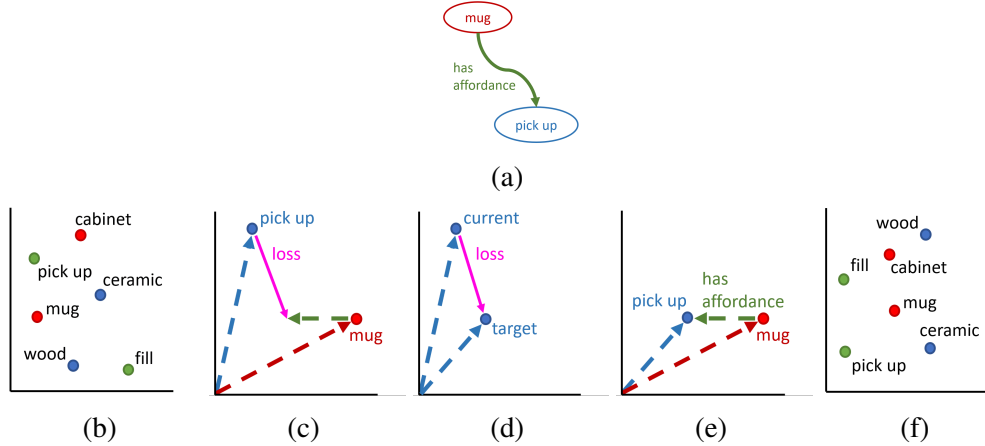 mug
has
affordance
pick up
(a)
cabinet
pick up
ceramic
mug
wood
fill
(b)
pick up
loss
mug
(c)
current
loss
target
(d)
has
affordance
pick up
mug
(e)
wood
fill
cabinet
mug
ceramic
pick up
(f)